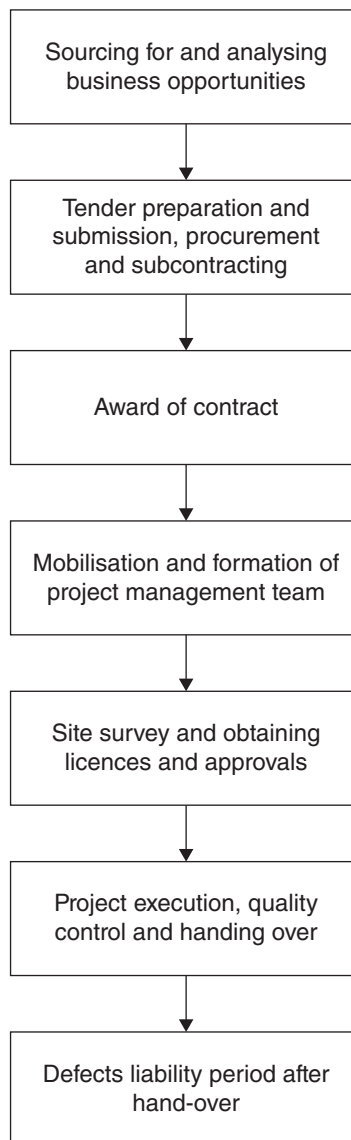 Sourcing for and analysing
business opportunities
Tender preparation and
submission, procurement
and subcontracting
Award of contract
Mobilisation and formation of
project management team
Site survey and obtaining
licences and approvals
Project execution, quality
control and handing over
Defects liability period after
hand-over